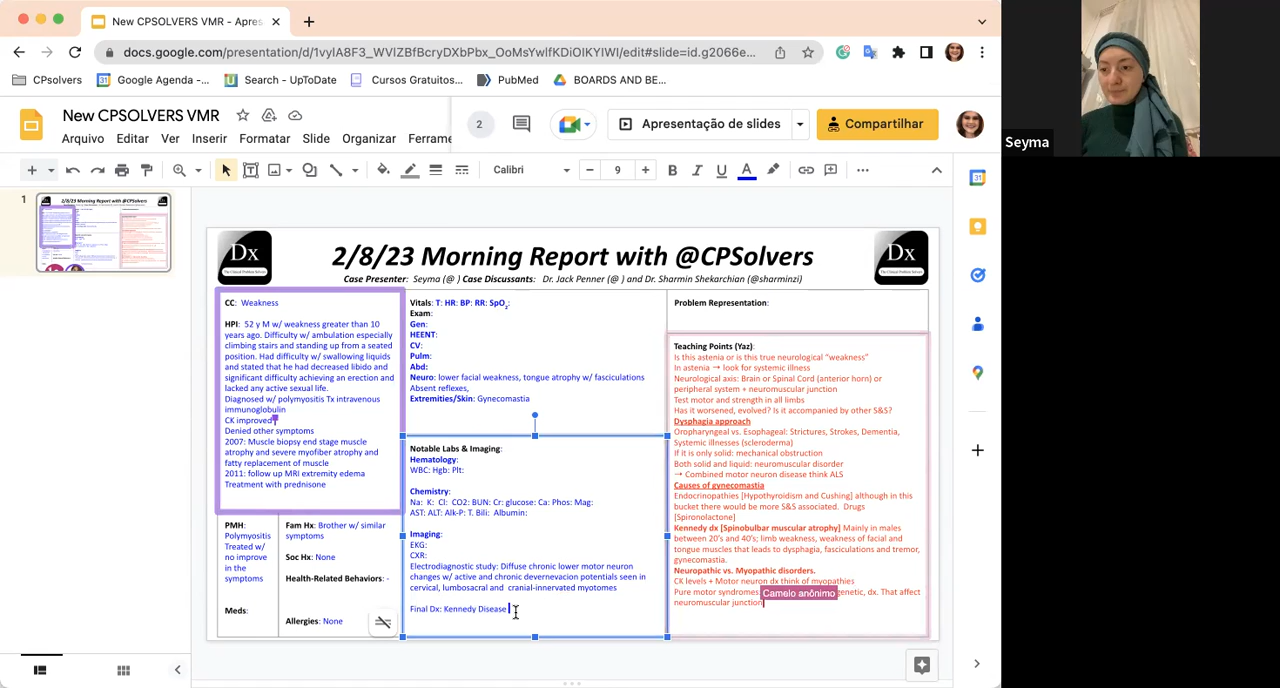 New CPSOLVERS VMR - Apres
docs.google.com/presentation/d/1vyIA8F3_WVlZBfBcryDXbPbx_OoMsYwlfKDiOlKYIWI/edit#slide=id.g2066e...
CPsolvers
Google Agenda -...
Search - UpToDate
Cursos Gratuitos...
PubMed
BOARDS AND BE...
New CPSOLVERS VMR
2
Apresentação de slides
Compartilhar
Arquivo Editar Ver Inserir Formatar Slide Organizar Ferrame
Calibri
9
1
Dx
2/8/23 Morning Report with @CPSolvers
Case Presenter: Seyma (@ ) Case Discussants: Dr. Jack Penner (@ ) and Dr. Sharmin Shekarchian (@sharminzi)
Dx
CC: Weakness
HPI: 52 y M w/ weakness greater than 10
years ago. Difficulty w/ ambulation especially
climbing stairs and standing up from a seated
position. Had difficulty w/ swallowing liquids
and stated that he had decreased libido and
significant difficulty achieving an erection and
lacked any active sexual life.
Diagnosed w/ polymyositis Tx intravenous
immunoglobulin
CK improved
Denied other symptoms
2007: Muscle biopsy end stage muscle
atrophy and severe myofiber atrophy and
fatty replacement of muscle
2011: follow up MRI extremity edema
Treatment with prednisone
PMH:
Polymyositis
Treated w/
no improve
in the
symptoms
Meds:
Fam Hx: Brother w/ similar
symptoms
Soc Hx: None
Health-Related Behaviors: -
Allergies: None
Vitals: T: HR: BP: RR: SpO2:
Exam:
Gen:
HEENT:
CV:
Pulm:
Abd:
Neuro: lower facial weakness, tongue atrophy w/ fasciculations
Absent reflexes,
Extremities/Skin: Gynecomastia
Notable Labs & Imaging:
Hematology:
WBC: Hgb: Plt:
Chemistry:
Na: K: Cl: CO2: BUN: Cr: glucose: Ca: Phos: Mag:
AST: ALT: Alk-P: T. Bili: Albumin:
Imaging:
EKG:
CXR:
Electrodiagnostic study: Diffuse chronic lower motor neuron
changes w/ active and chronic dervernevacion potentials seen in
cervical, lumbosacral and cranial-innervated myotomes
Final Dx: Kennedy Disease
Problem Representation:
Teaching Points (Yaz):
Is this astenia or is this true neurological "weakness"
In astenia → look for systemic illness
Neurological axis: Brain or Spinal Cord (anterior horn) or
peripheral system + neuromuscular junction
Test motor and strength in all limbs
Has it worsened, evolved? Is it accompanied by other S&S?
Dysphagia approach
Oropharyngeal vs. Esophageal: Strictures, Strokes, Dementia,
Systemic illnesses (scleroderma)
If it is only solid: mechanical obstruction
Both solid and liquid: neuromuscular disorder
→ Combined motor neuron disease think ALS
Causes of gynecomastia
Endocrinopathies [Hypothyroidism and Cushing] although in this
bucket there would be more S&S associated. Drugs
[Spironolactone]
Kennedy dx [Spinobulbar muscular atrophy] Mainly in males
between 20's and 40's; limb weakness, weakness of facial and
tongue muscles that leads to dysphagia, fasciculations and tremor,
gynecomastia.
Neuropathic vs. Myopathic disorders.
CK levels + Motor neuron dx think of myopathies
Pure motor syndromes Camelo anônimo genetic, dx. That affect
neuromuscular junction
Seyma